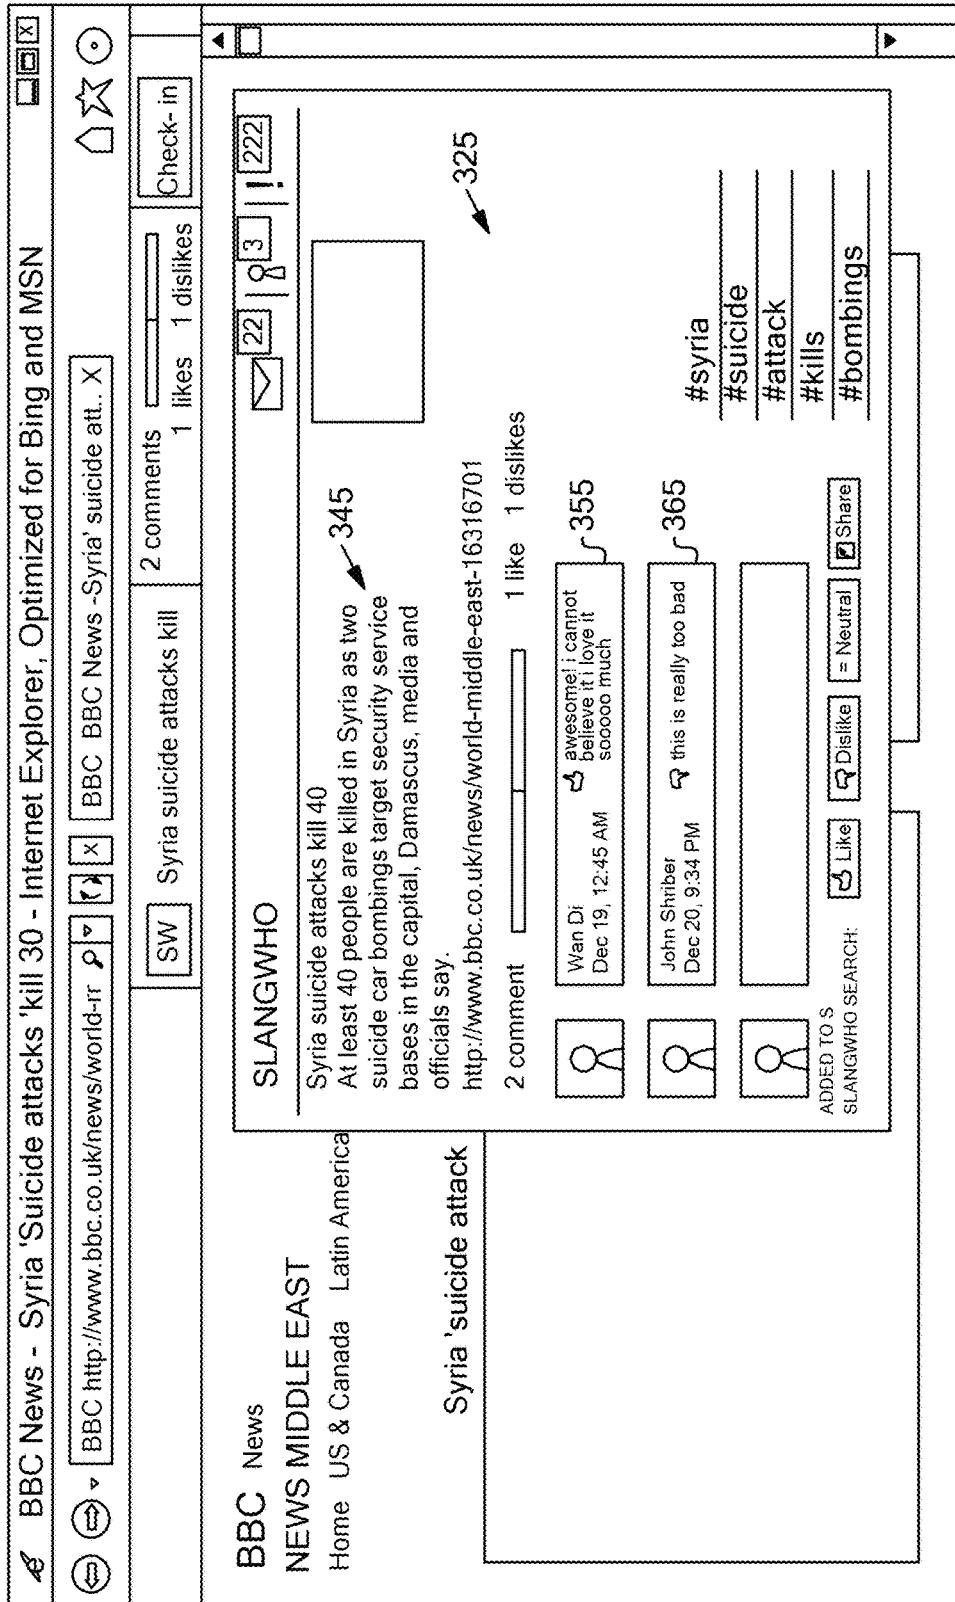 BBC News - Syria 'Suicide attacks 'kill 30 - Internet Explorer, Optimized for Bing and MSN
X
BBC http://www.bbc.co.uk/news/world-rr
X
BBC BBC News -Syria' suicide att.. X
SW
Syria suicide attacks kill
2 comments
1 likes 1 dislikes
Check- in
BBC News
NEWS MIDDLE EAST
Home US & Canada Latin America
Syria 'suicide attack
SLANGWHO
22
3
! 222
Syria suicide attacks kill 40
At least 40 people are killed in Syria as two
suicide car bombings target security service
bases in the capital, Damascus, media and
officials say.
http://www.bbc.co.uk/news/world-middle-east-16316701
345
325
2 comment
1 like 1 dislikes
Wan Di
Dec 19, 12:45 AM
awesome! i cannot
believe it i love it
sooooo much
355
John Shriber
Dec 20, 9:34 PM
this is really too bad
365
#syria
#suicide
#attack
#kills
#bombings
ADDED TO S
SLANGWHO SEARCH:
Like
Dislike
= Neutral
Share